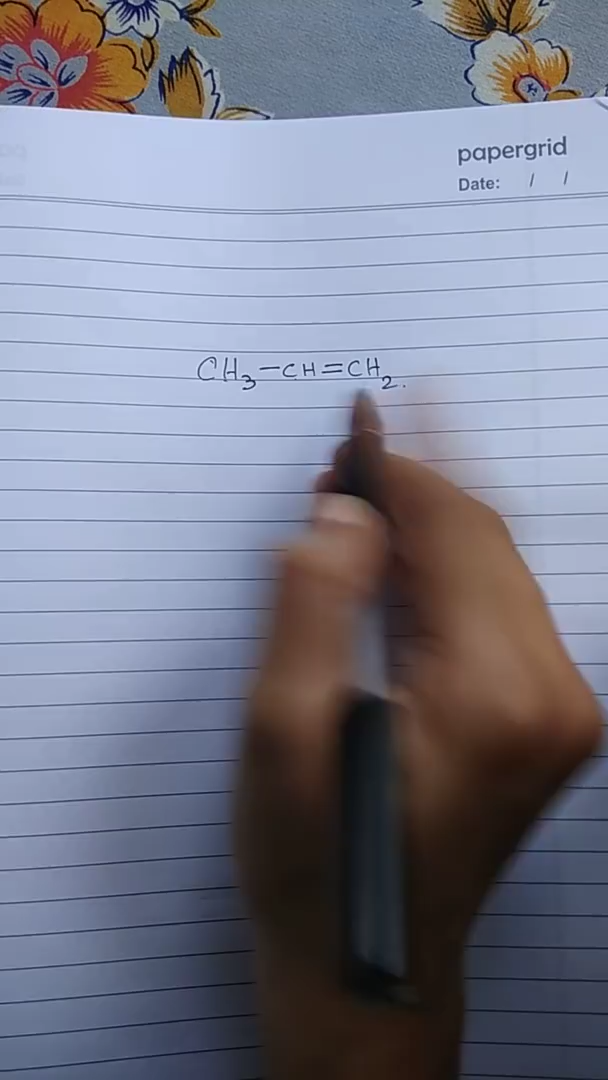 papergrid
Date: / /
CH₃-CH=CH₂.